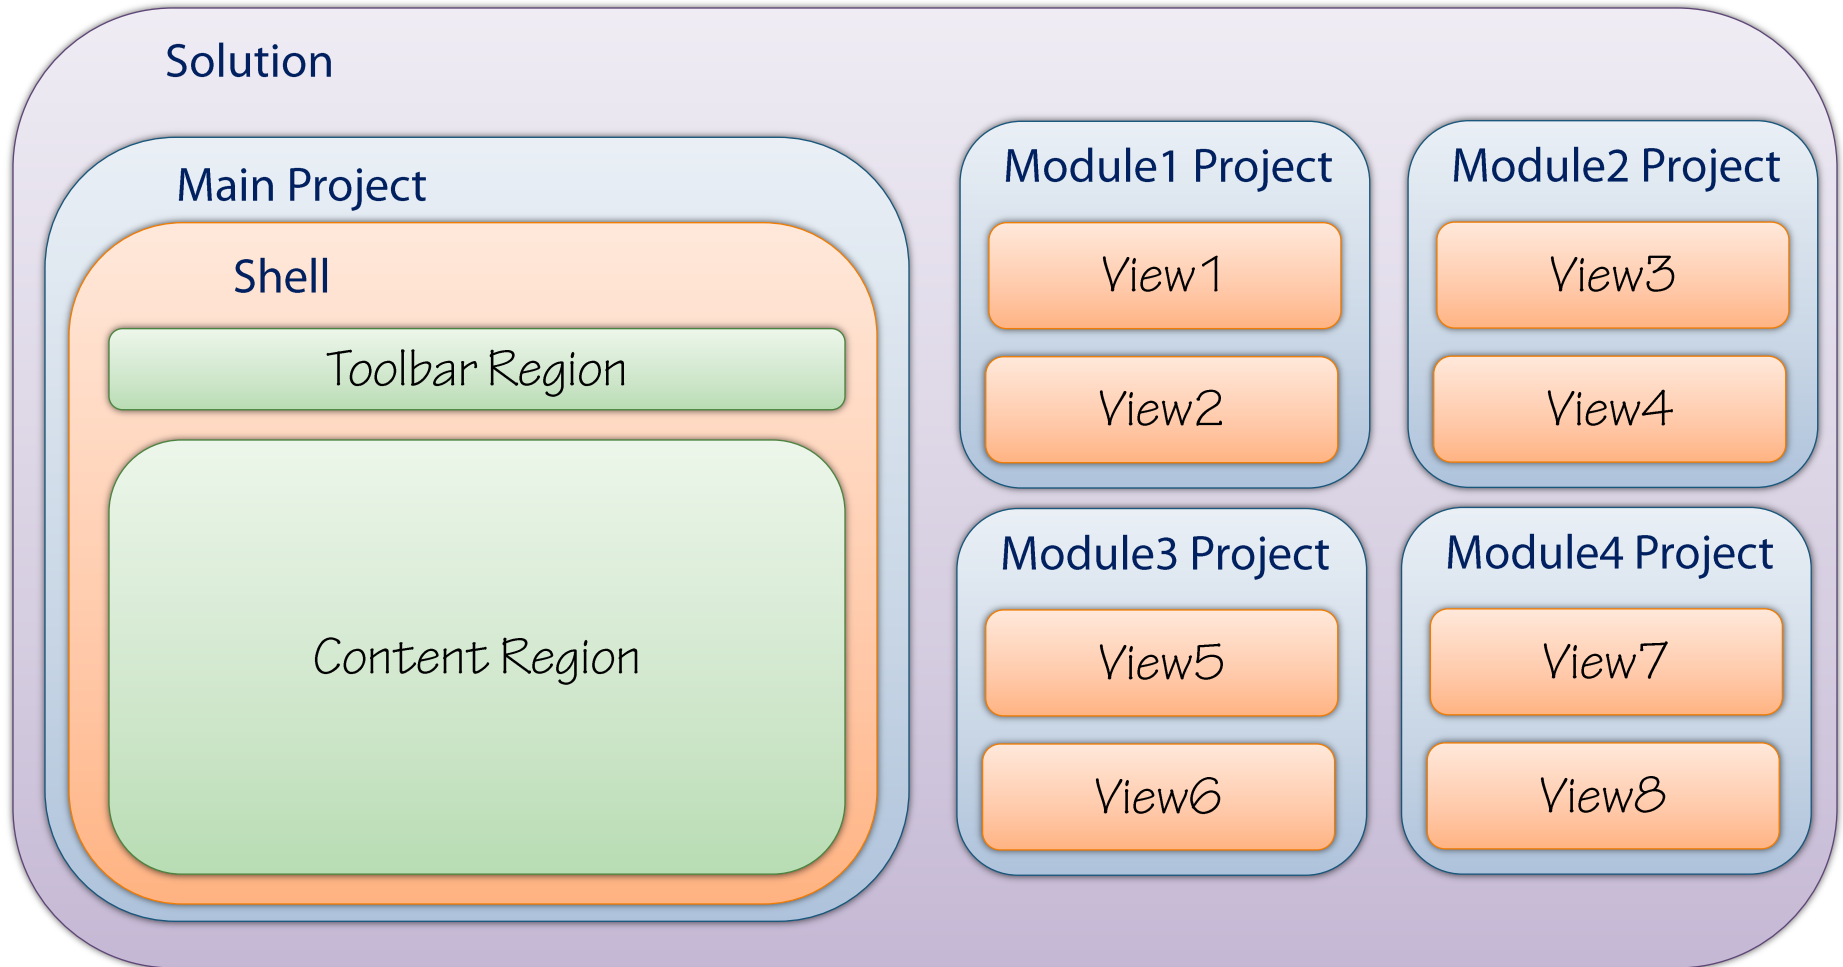 Solution
Main Project
Shell
Toolbar Region
Content Region
Module1 Project
View1
View2
Module2 Project
View3
View4
Module3 Project
View5
View6
Module4 Project
View7
View8